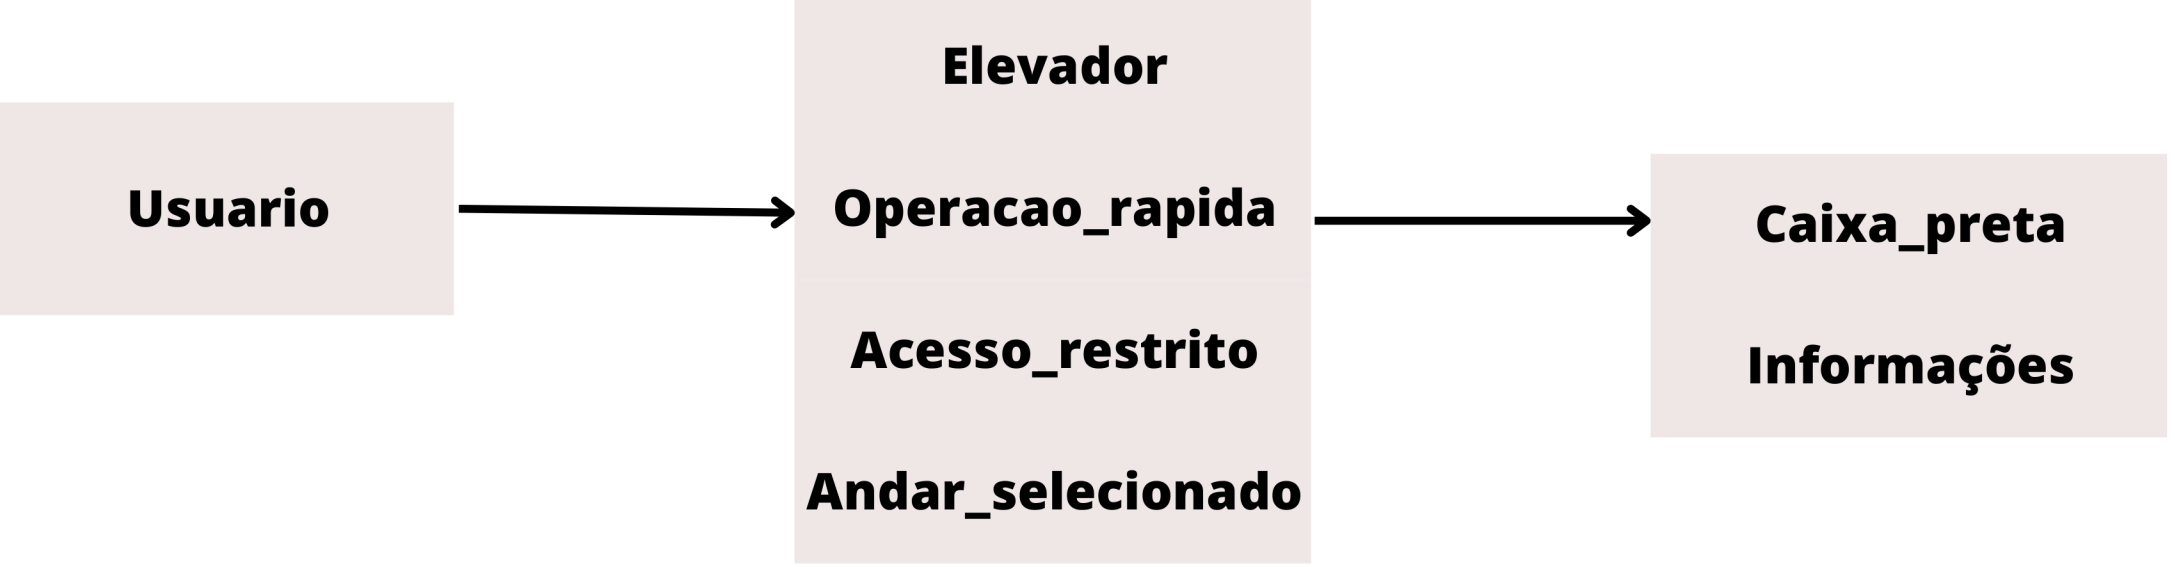 Usuario
Elevador
Operacao_rapida
Acesso_restrito
Andar_selecionado
Caixa_preta
Informações